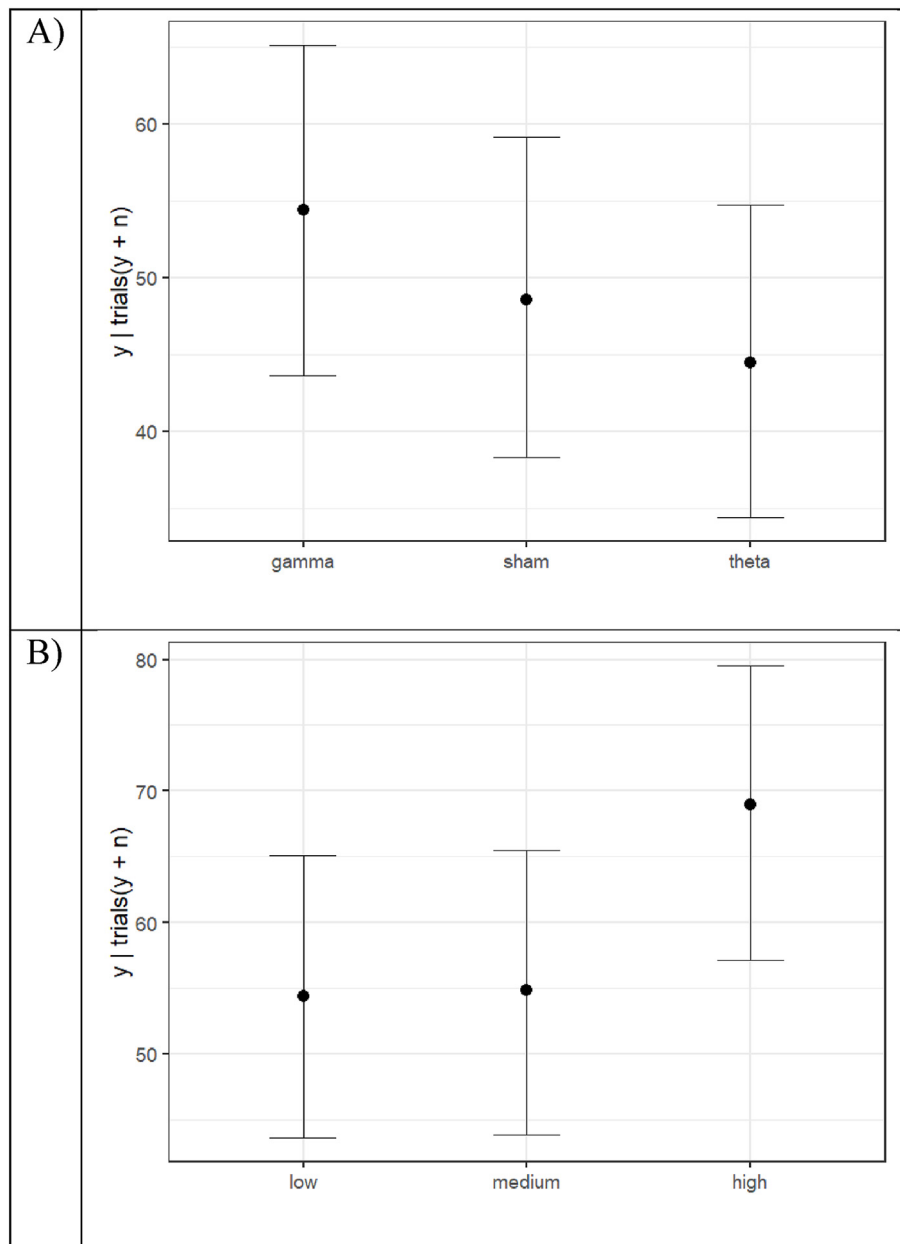 A)
y | trials(y + n)
60
50
40
gamma sham theta
B)
y | trials(y + n)
80
70
60
50
low medium high